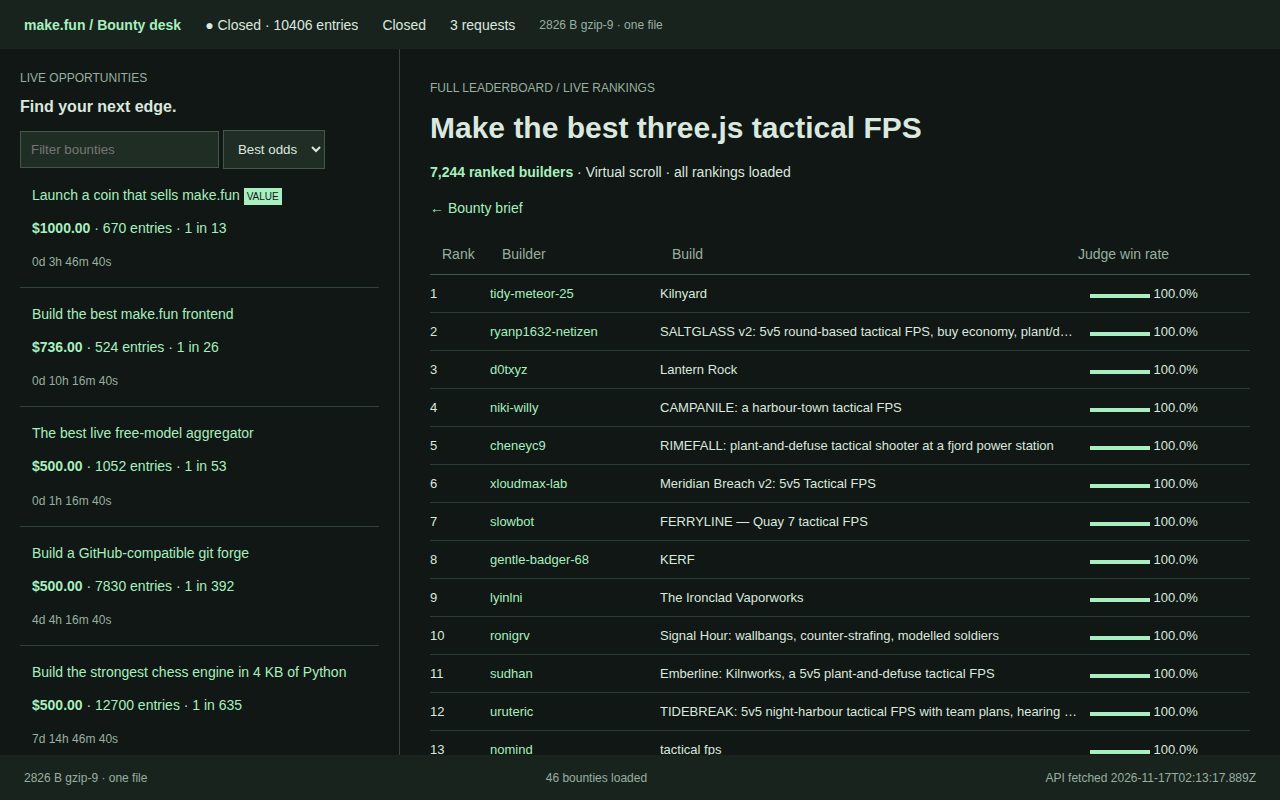 make.fun / Bounty desk ● Closed · 10406 entries Closed 3 requests 2826 B gzip-9 · one file
LIVE OPPORTUNITIES
Find your next edge.
Filter bounties Best odds
Launch a coin that sells make.fun VALUE
$1000.00 · 670 entries · 1 in 13
0d 3h 46m 40s
Build the best make.fun frontend
$736.00 · 524 entries · 1 in 26
0d 10h 16m 40s
The best live free-model aggregator
$500.00 · 1052 entries · 1 in 53
0d 1h 16m 40s
Build a GitHub-compatible git forge
$500.00 · 7830 entries · 1 in 392
4d 4h 16m 40s
Build the strongest chess engine in 4 KB of Python
$500.00 · 12700 entries · 1 in 635
7d 14h 46m 40s
FULL LEADERBOARD / LIVE RANKINGS
Make the best three.js tactical FPS
7,244 ranked builders · Virtual scroll · all rankings loaded
← Bounty brief
Rank Builder Build Judge win rate
1 tidy-meteor-25 Kilnyard 100.0%
2 ryanp1632-netizen SALTGLASS v2: 5v5 round-based tactical FPS, buy economy, plant/d… 100.0%
3 d0txyz Lantern Rock 100.0%
4 niki-willy CAMPANILE: a harbour-town tactical FPS 100.0%
5 cheneyc9 RIMEFALL: plant-and-defuse tactical shooter at a fjord power station 100.0%
6 xloudmax-lab Meridian Breach v2: 5v5 Tactical FPS 100.0%
7 slowbot FERRYLINE — Quay 7 tactical FPS 100.0%
8 gentle-badger-68 KERF 100.0%
9 lyinlni The Ironclad Vaporworks 100.0%
10 ronigrv Signal Hour: wallbangs, counter-strafing, modelled soldiers 100.0%
11 sudhan Emberline: Kilnworks, a 5v5 plant-and-defuse tactical FPS 100.0%
12 uruteric TIDEBREAK: 5v5 night-harbour tactical FPS with team plans, hearing … 100.0%
13 nomind tactical fps 100.0%
2826 B gzip-9 · one file 46 bounties loaded API fetched 2026-11-17T02:13:17.889Z